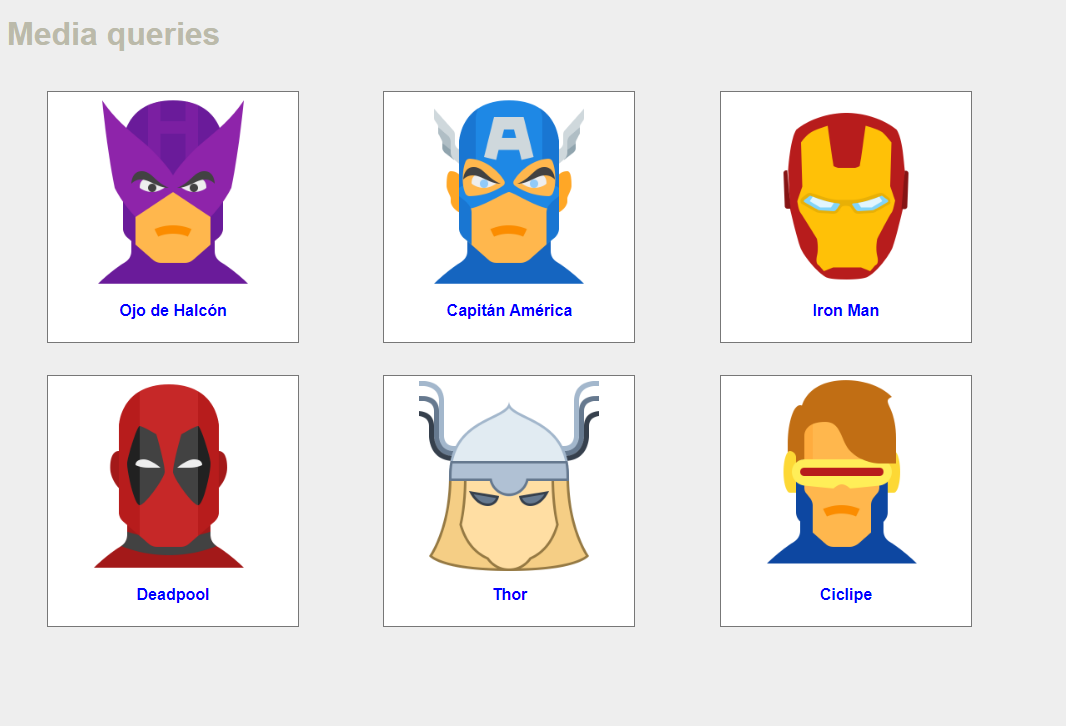 Media queries
A
Ojo de Halcón
Capitán América
Iron Man
Deadpool
Thor
Ciclipe